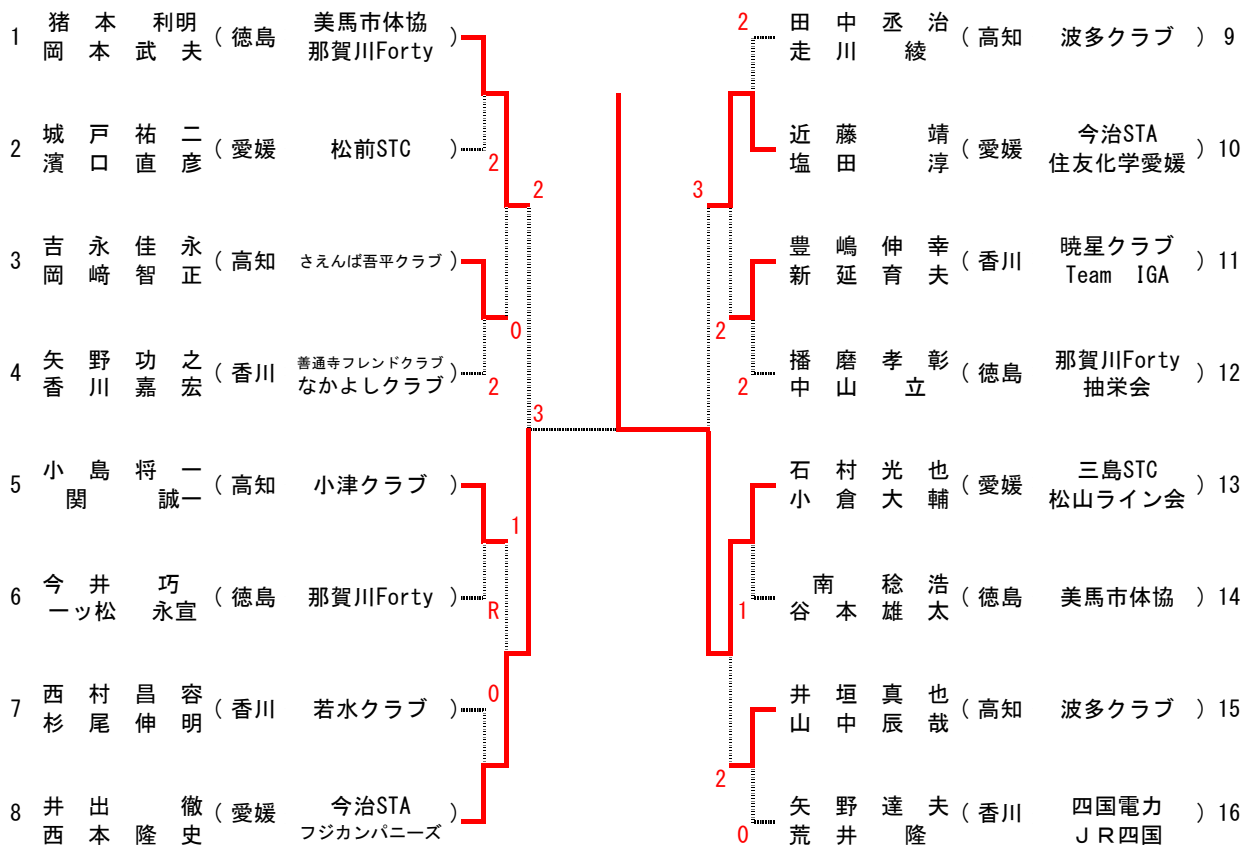 1 猪本利明 岡本武夫 ( 徳島 美馬市体協 那賀川Forty )
2
2 城戸祐二 濱口直彦 ( 愛媛 松前STC )
2
3 吉永佳永 岡﨑智正 ( 高知 さえんば吾平クラブ )
0
4 矢野功之 香川嘉宏 ( 香川 善通寺フレンドクラブ なかよしクラブ )
2
3
5 小島将一 関誠一 ( 高知 小津クラブ )
1
6 今井巧 一ッ松永宣 ( 徳島 那賀川Forty )
R
7 西村昌容 杉尾伸明 ( 香川 若水クラブ )
0
8 井出徹 西本隆史 ( 愛媛 今治STA フジカンパニーズ )
2
田中丞治 走川綾 ( 高知 波多クラブ ) 9
近藤靖 塩田淳 ( 愛媛 今治STA 住友化学愛媛 ) 10
3
豊嶋伸幸 新延育夫 ( 香川 暁星クラブ Team IGA ) 11
2
播磨孝彰 中山立 ( 徳島 那賀川Forty 抽栄会 ) 12
2
石村光也 小倉大輔 ( 愛媛 三島STC 松山ライン会 ) 13
南稔浩 谷本雄太 ( 徳島 美馬市体協 ) 14
1
井垣真也 山中辰哉 ( 高知 波多クラブ ) 15
2
矢野達夫 荒井隆 ( 香川 四国電力 JR四国 ) 16
0